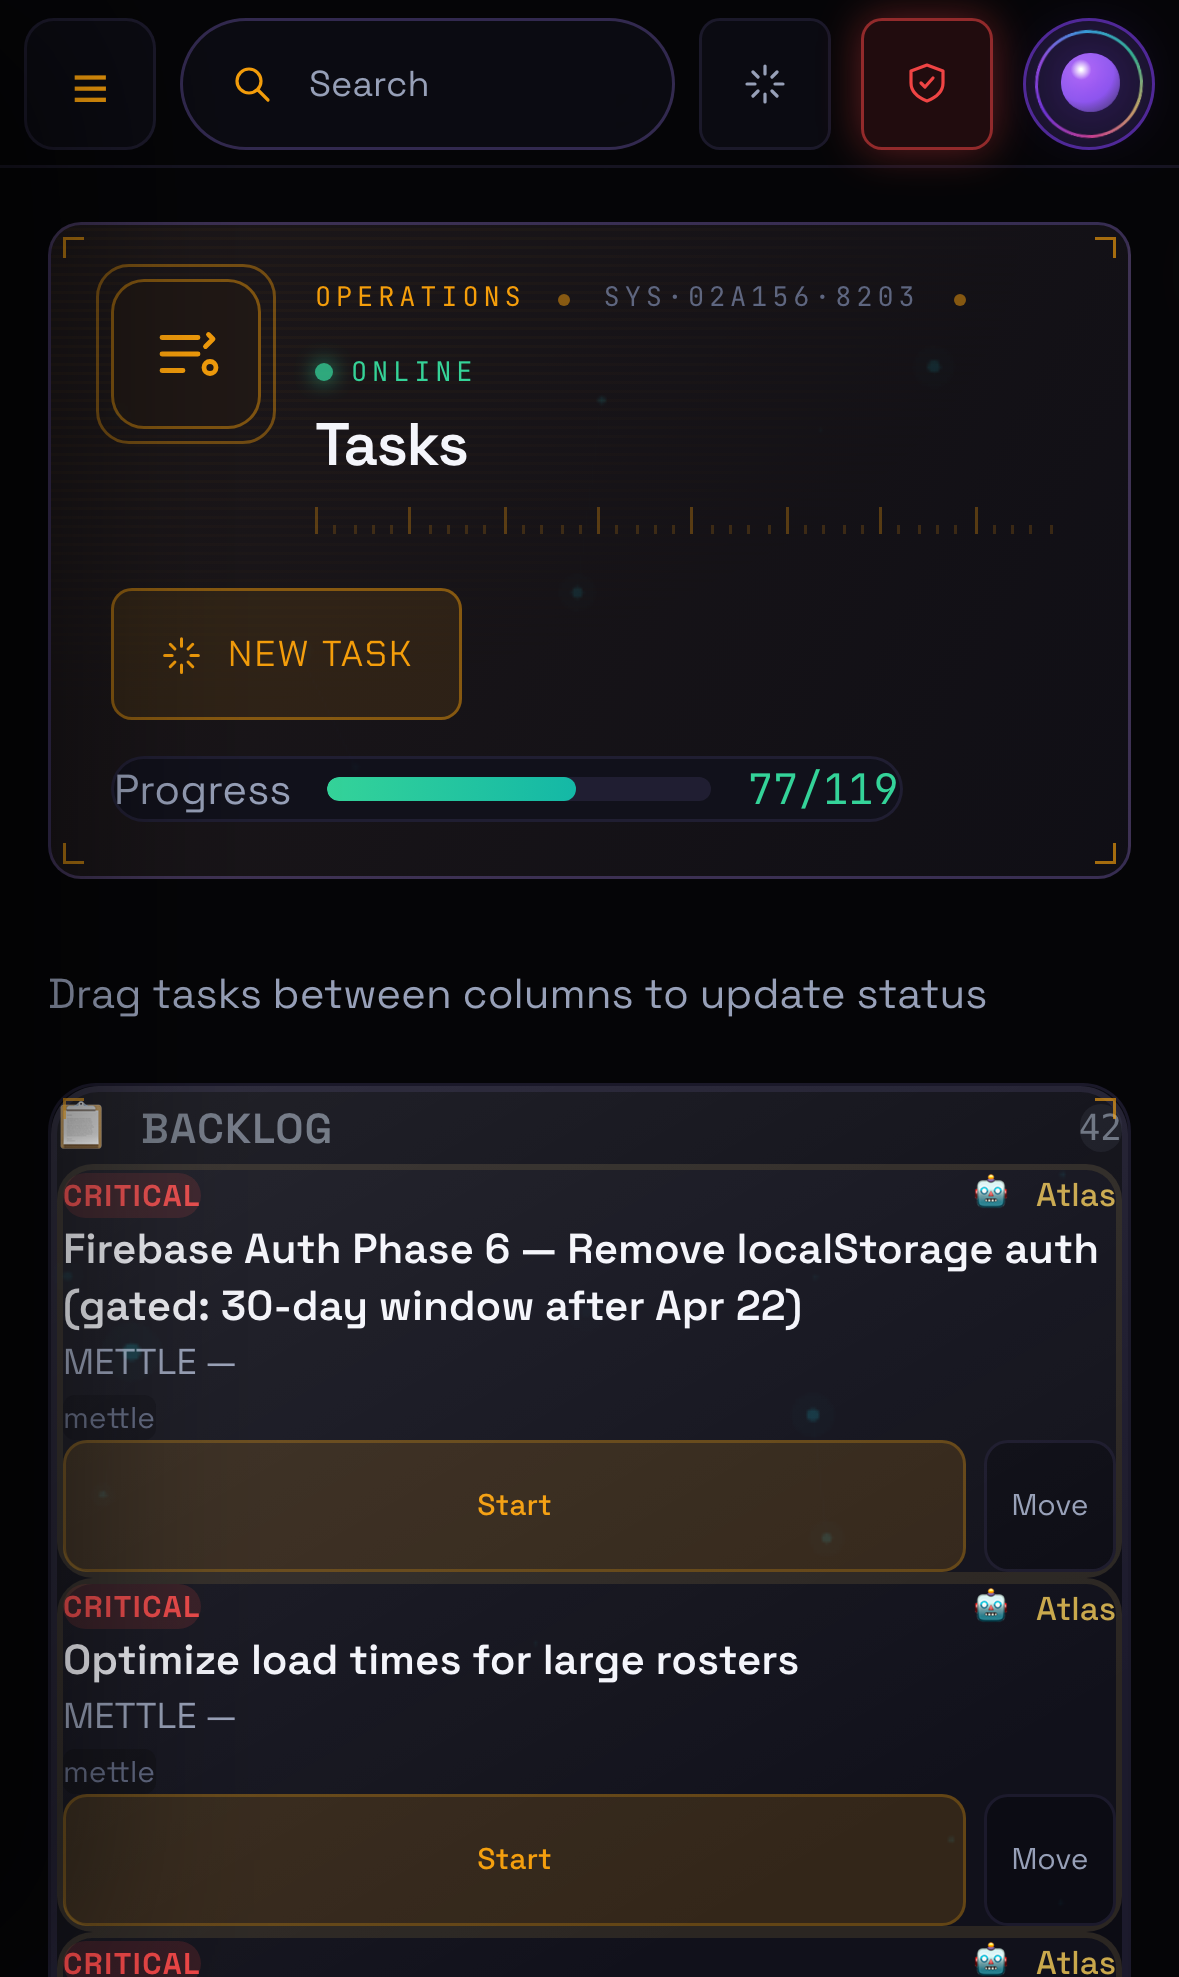 Search
OPERATIONS • SYS·02A156·8203 •
ONLINE
Tasks
NEW TASK
Progress 77/119
Drag tasks between columns to update status
BACKLOG 42
CRITICAL Atlas
Firebase Auth Phase 6 — Remove localStorage auth
(gated: 30-day window after Apr 22)
METTLE —
mettle
Start Move
CRITICAL Atlas
Optimize load times for large rosters
METTLE —
mettle
Start Move
CRITICAL Atlas